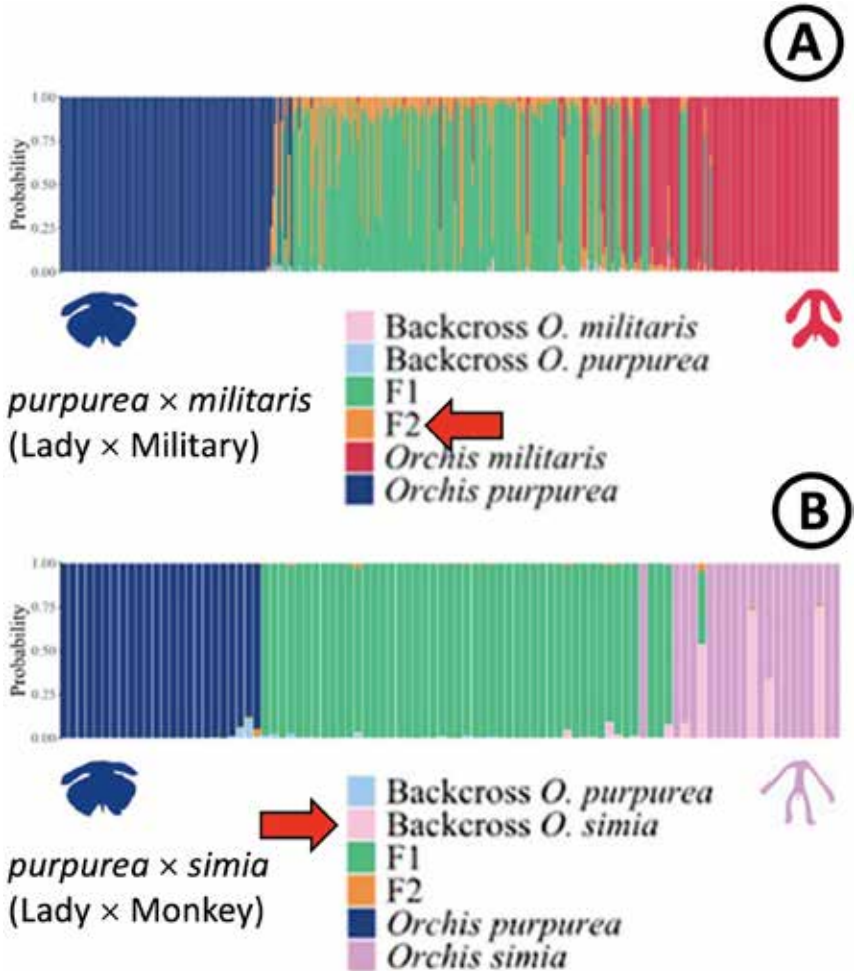 A
1.00
0.75
0.50
0.25
0.00
Probability
Backcross O. militaris
Backcross O. purpurea
F1
F2
Orchis militaris
Orchis purpurea
purpurea × militaris
(Lady × Military)
B
1.00
0.75
0.50
0.25
0.00
Probability
Backcross O. purpurea
Backcross O. simia
F1
F2
Orchis purpurea
Orchis simia
purpurea × simia
(Lady × Monkey)